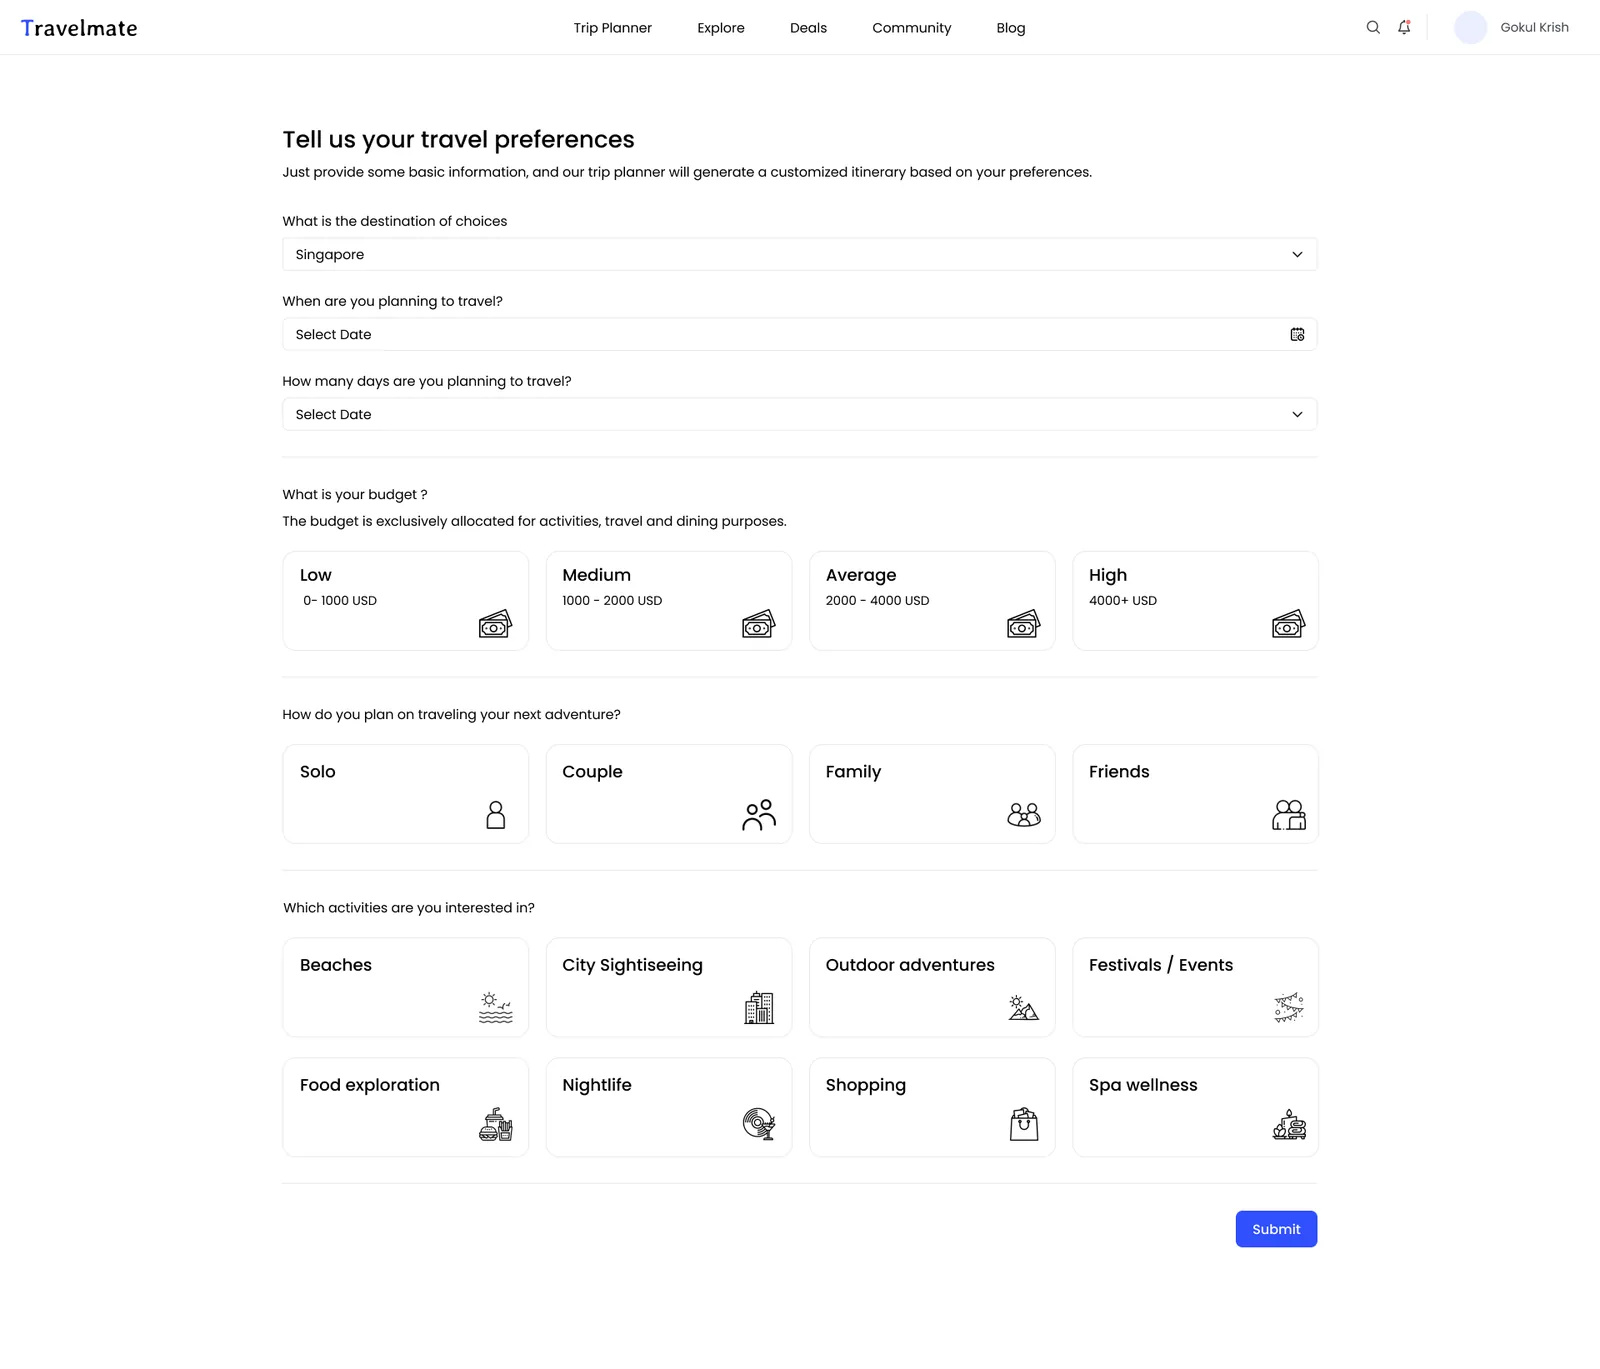 Travelmate
Trip Planner
Explore
Deals
Community
Blog
Gokul Krish
Tell us your travel preferences
Just provide some basic information, and our trip planner will generate a customized itinerary based on your preferences.
What is the destination of choices
Singapore
When are you planning to travel?
Select Date
How many days are you planning to travel?
Select Date
What is your budget ?
The budget is exclusively allocated for activities, travel and dining purposes.
Low
0- 1000 USD
Medium
1000 - 2000 USD
Average
2000 - 4000 USD
High
4000+ USD
How do you plan on traveling your next adventure?
Solo
Couple
Family
Friends
Which activities are you interested in?
Beaches
City Sightiseeing
Outdoor adventures
Festivals / Events
Food exploration
Nightlife
Shopping
Spa wellness
Submit